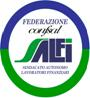 FEDERAZIONE
confsal
SALFi
SINDACATO AUTONOMO
LAVORATORI FINANZIARI